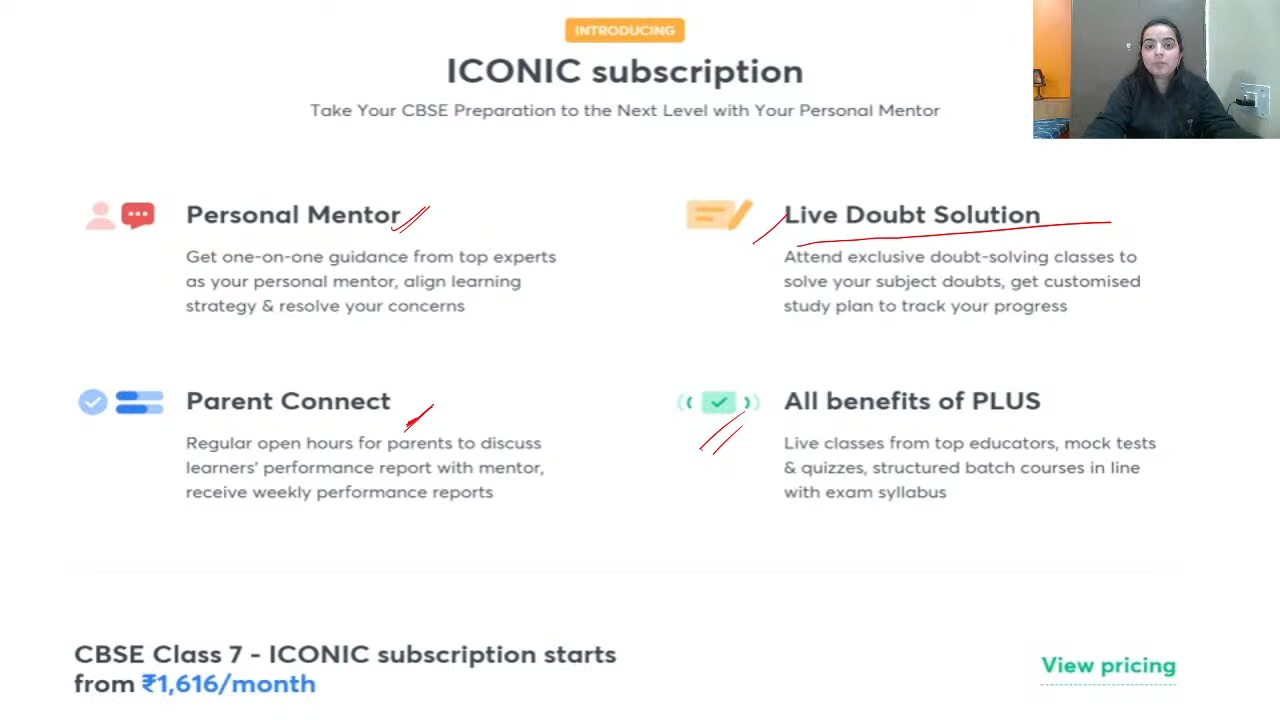 INTRODUCING
ICONIC subscription
Take Your CBSE Preparation to the Next Level with Your Personal Mentor
Personal Mentor
Get one-on-one guidance from top experts
as your personal mentor, align learning
strategy & resolve your concerns
Live Doubt Solution
Attend exclusive doubt-solving classes to
solve your subject doubts, get customised
study plan to track your progress
Parent Connect
Regular open hours for parents to discuss
learners' performance report with mentor,
receive weekly performance reports
All benefits of PLUS
Live classes from top educators, mock tests
& quizzes, structured batch courses in line
with exam syllabus
CBSE Class 7 - ICONIC subscription starts
from ₹1,616/month
View pricing